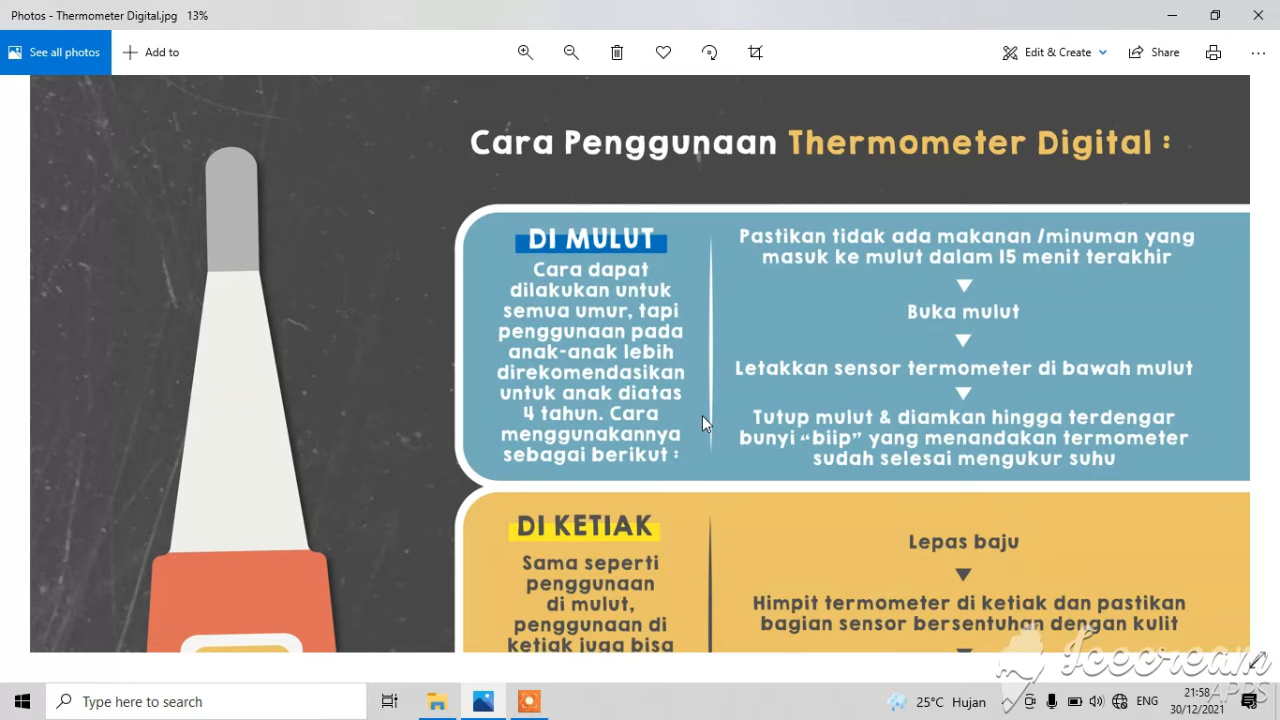 Photos - Thermometer Digital.jpg 13%
See all photos
Add to
Edit & Create
Share
Cara Penggunaan Thermometer Digital :
DI MULUT
Cara dapat
dilakukan untuk
semua umur, tapi
penggunaan pada
anak-anak lebih
direkomendasikan
untuk anak diatas
4 tahun. Cara
menggunakannya
sebagai berikut :
Pastikan tidak ada makanan /minuman yang
masuk ke mulut dalam 15 menit terakhir
Buka mulut
Letakkan sensor termometer di bawah mulut
Tutup mulut & diamkan hingga terdengar
bunyi “biip” yang menandakan termometer
sudah selesai mengukur suhu
DI KETIAK
Sama seperti
penggunaan
di mulut,
penggunaan di
ketiak juga bisa
Lepas baju
Himpit termometer di ketiak dan pastikan
bagian sensor bersentuhan dengan kulit
Icecream
APPS
Type here to search
25°C Hujan
ENG
21:58
30/12/2021